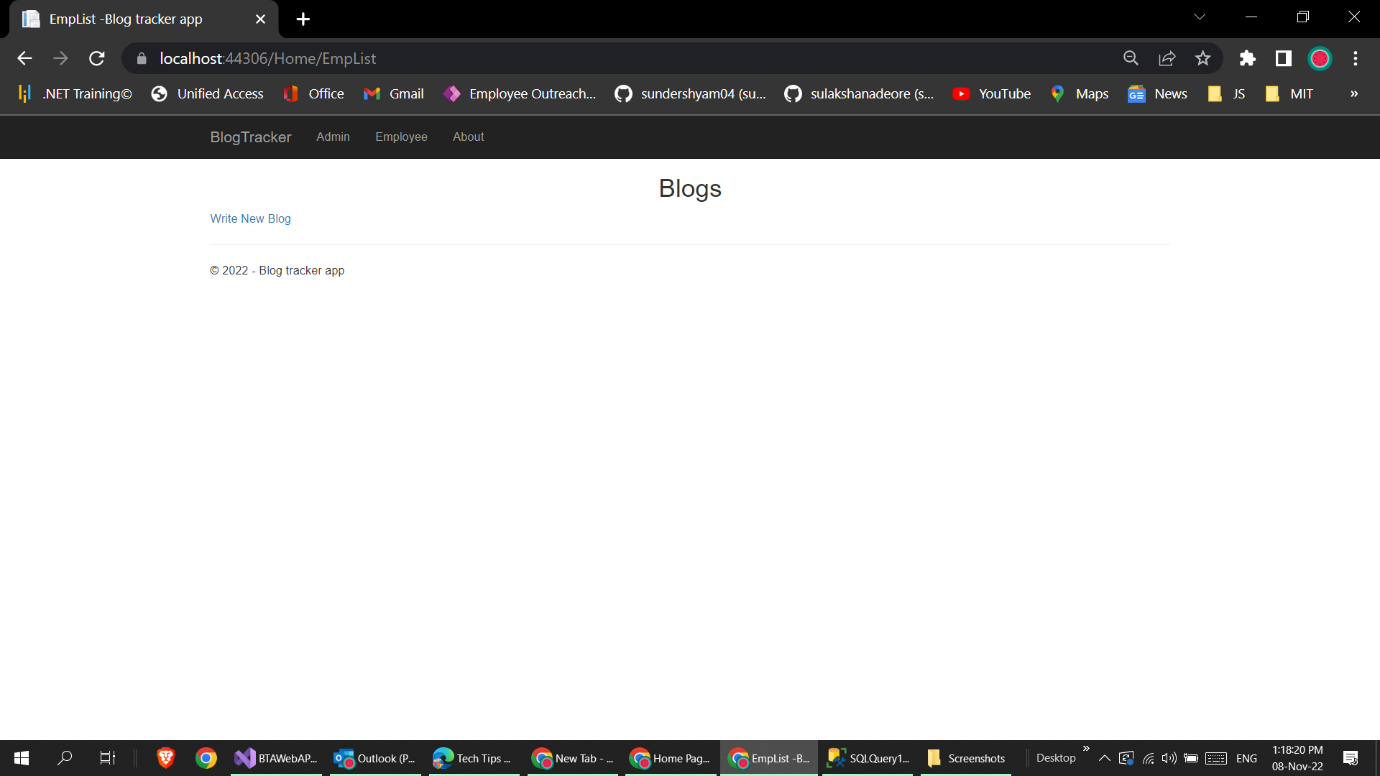 EmpList -Blog tracker app
localhost:44306/Home/EmpList
.NET Training© Unified Access Office Gmail Employee Outreach... sundershyam04 (su... sulakshanadeore (s... YouTube Maps News JS MIT »
BlogTracker Admin Employee About
Blogs
Write New Blog
© 2022 - Blog tracker app
BTAWebAP... Outlook (P... Tech Tips ... New Tab - ... Home Pag... EmpList -B... SQLQuery1... Screenshots Desktop » ENG 1:18:20 PM
08-Nov-22